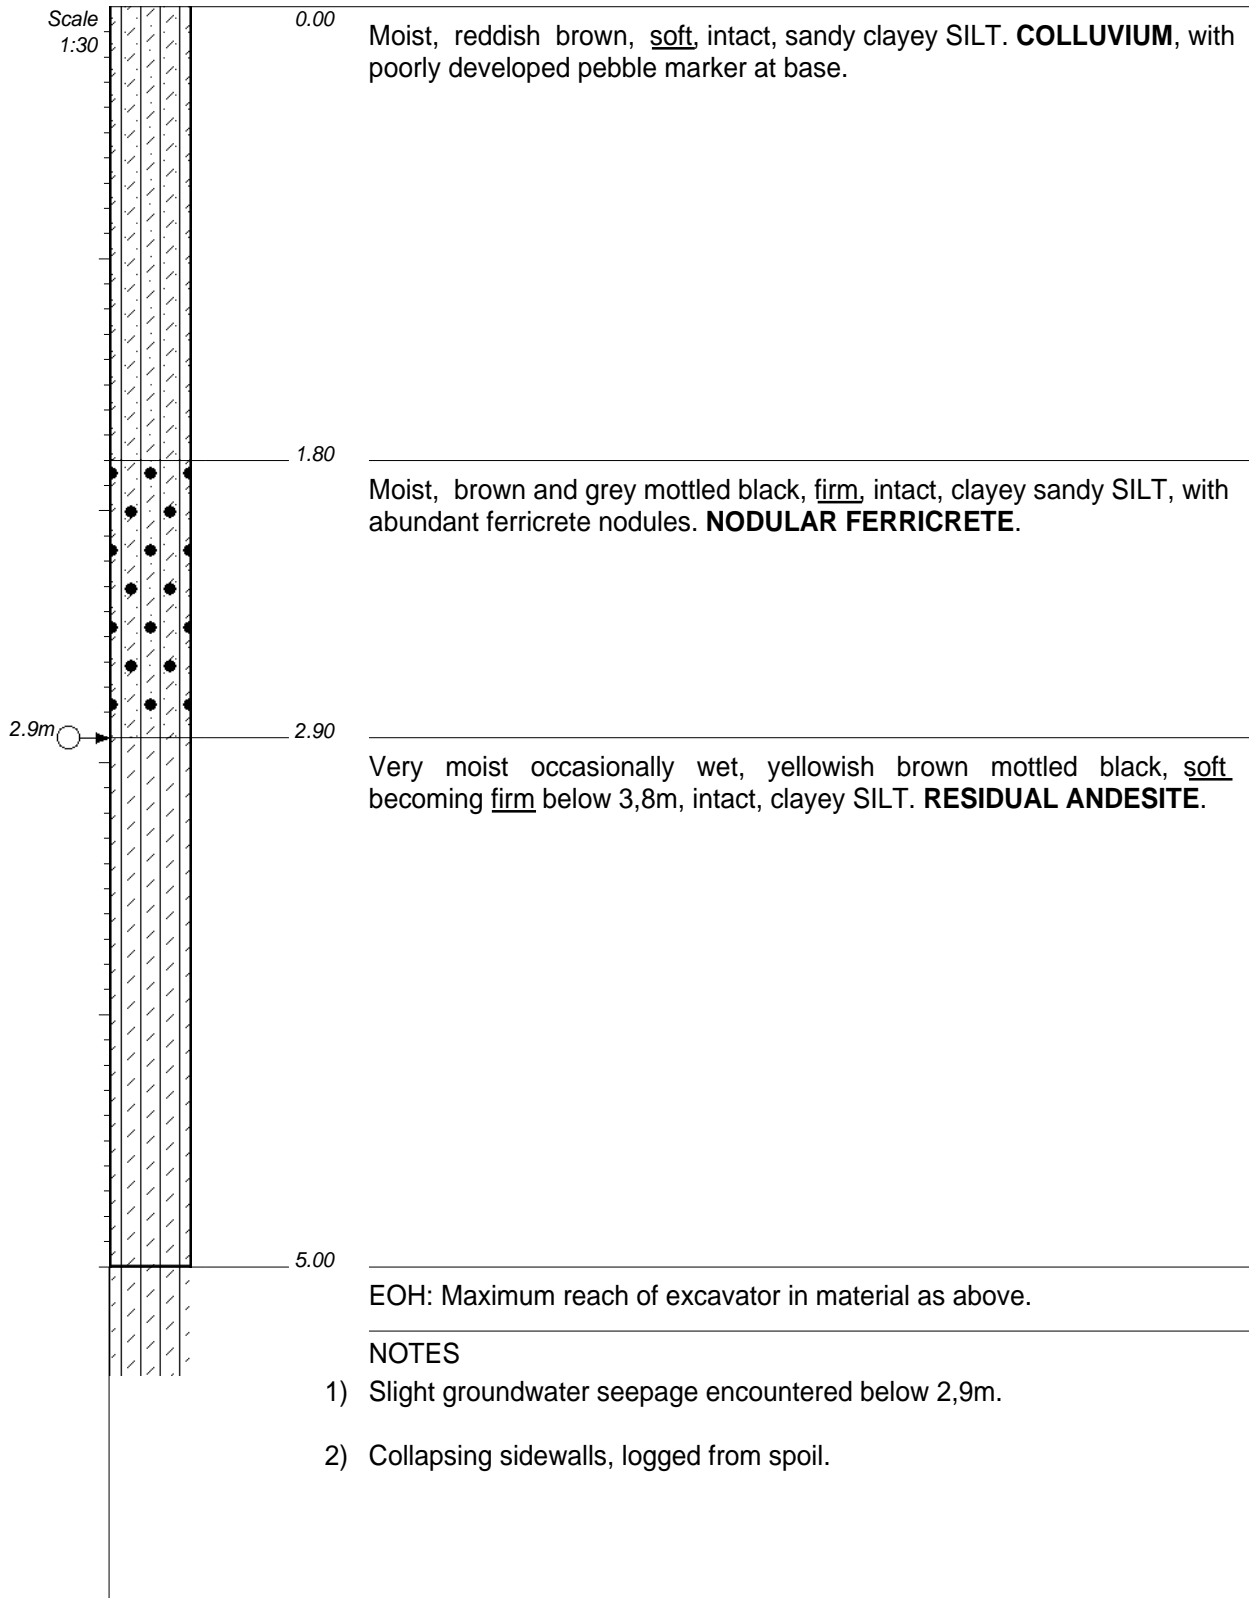 Scale
1:30
0.00
Moist, reddish brown, soft, intact, sandy clayey SILT. COLLUVIUM, with
poorly developed pebble marker at base.
1.80
Moist, brown and grey mottled black, firm, intact, clayey sandy SILT, with
abundant ferricrete nodules. NODULAR FERRICRETE.
2.9m
2.90
Very moist occasionally wet, yellowish brown mottled black, soft
becoming firm below 3,8m, intact, clayey SILT. RESIDUAL ANDESITE.
5.00
EOH: Maximum reach of excavator in material as above.
NOTES
1) Slight groundwater seepage encountered below 2,9m.
2) Collapsing sidewalls, logged from spoil.